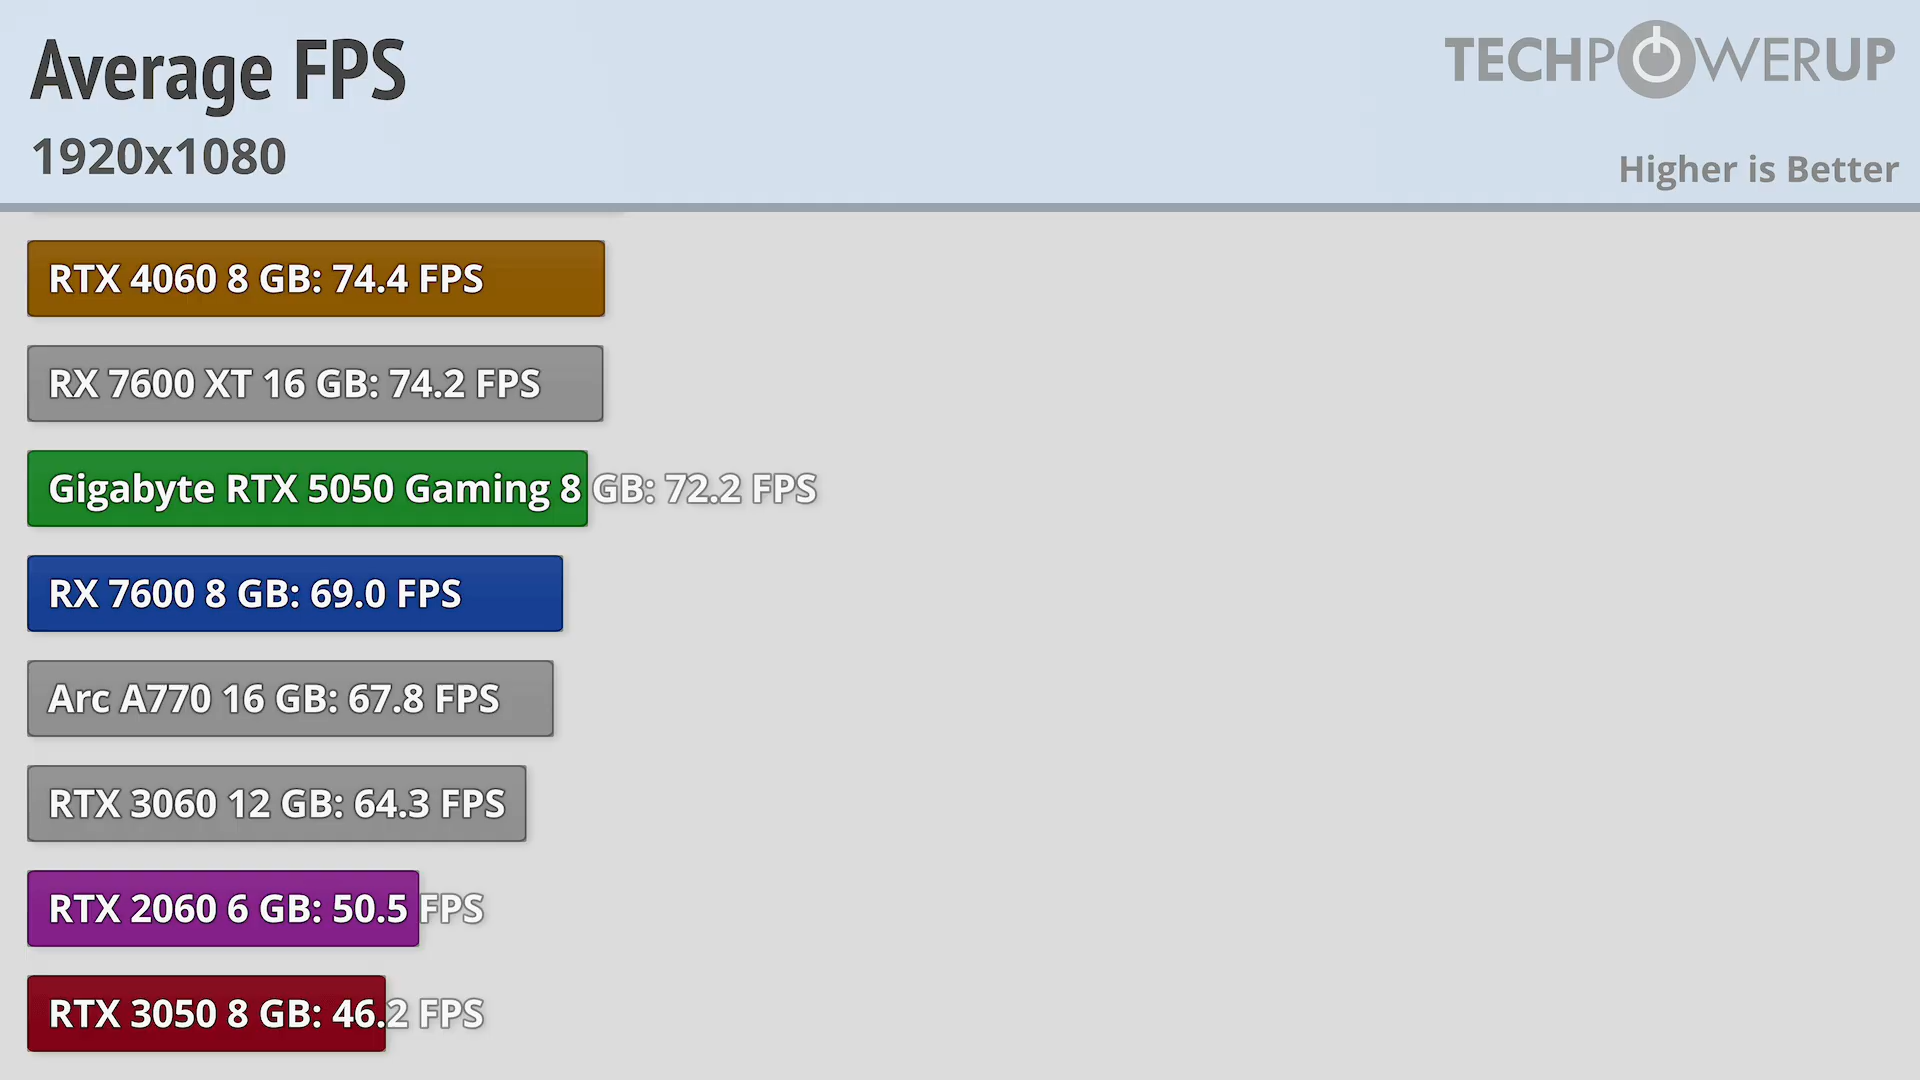 Average FPS
TECHPOWERUP
1920x1080
Higher is Better
RTX 4060 8 GB: 74.4 FPS
RX 7600 XT 16 GB: 74.2 FPS
Gigabyte RTX 5050 Gaming 8 GB: 72.2 FPS
RX 7600 8 GB: 69.0 FPS
Arc A770 16 GB: 67.8 FPS
RTX 3060 12 GB: 64.3 FPS
RTX 2060 6 GB: 50.5 FPS
RTX 3050 8 GB: 46.2 FPS